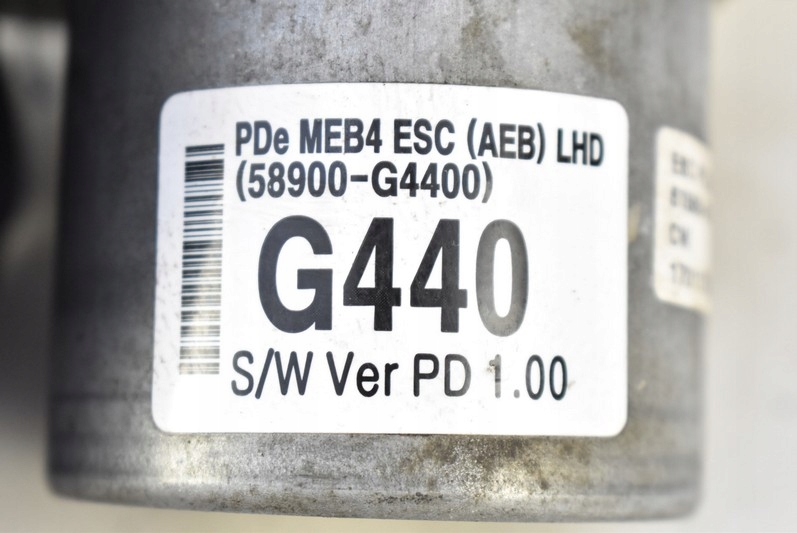 PDe MEB4 ESC (AEB) LHD
(58900-G4400)
G440
S/W Ver PD 1.00